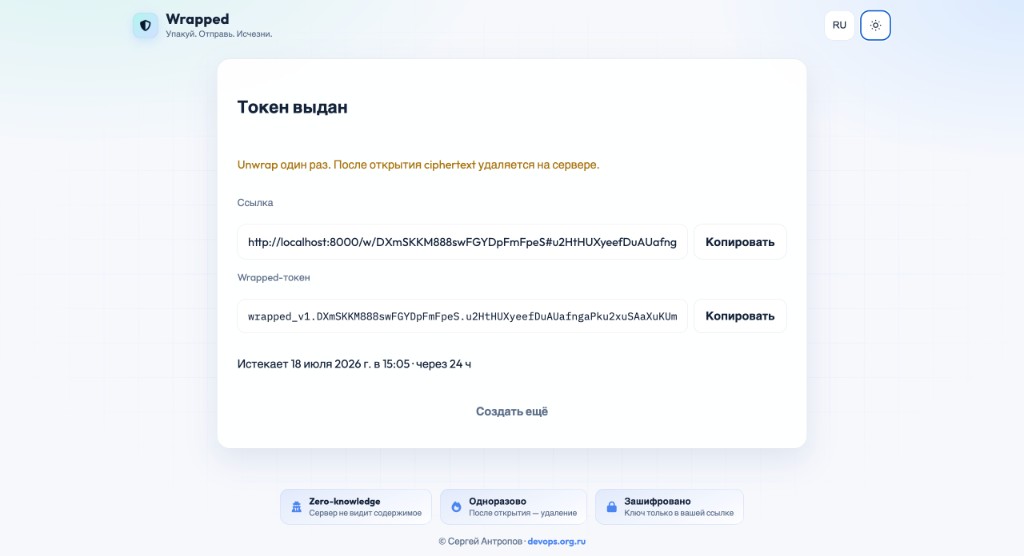 Wrapped
Упакуй. Отправь. Исчезни.
RU
Токен выдан
Unwrap один раз. После открытия ciphertext удаляется на сервере.
Ссылка
http://localhost:8000/w/DXmSKKM888swFGYDpFmFpeS#u2HtHUXyeefDuAUafng
Копировать
Wrapped-токен
wrapped_v1.DXmSKKM888swFGYDpFmFpeS.u2HtHUXyeefDuAUafngaPku2xuSAaXuKUm
Копировать
Истекает 18 июля 2026 г. в 15:05 · через 24 ч
Создать ещё
Zero-knowledge
Сервер не видит содержимое
Одноразово
После открытия — удаление
Зашифровано
Ключ только в вашей ссылке
© Сергей Антропов · devops.org.ru